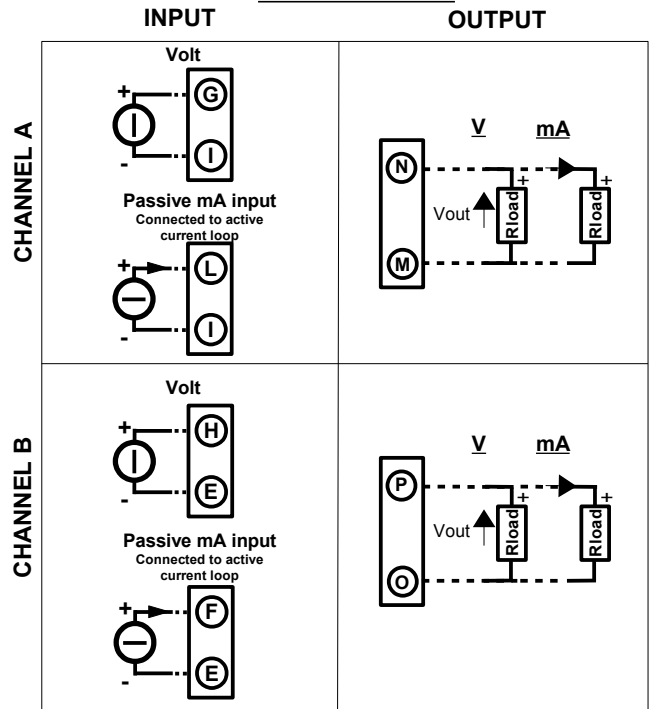 INPUT
OUTPUT
CHANNEL A
Volt
+
G
-
I
Passive mA input
Connected to active
current loop
+
L
-
I
V mA
N
+ +
Vout
Rload
Rload
M
CHANNEL B
Volt
+
H
-
E
Passive mA input
Connected to active
current loop
+
F
-
E
V mA
P
+ +
Vout
Rload
Rload
O